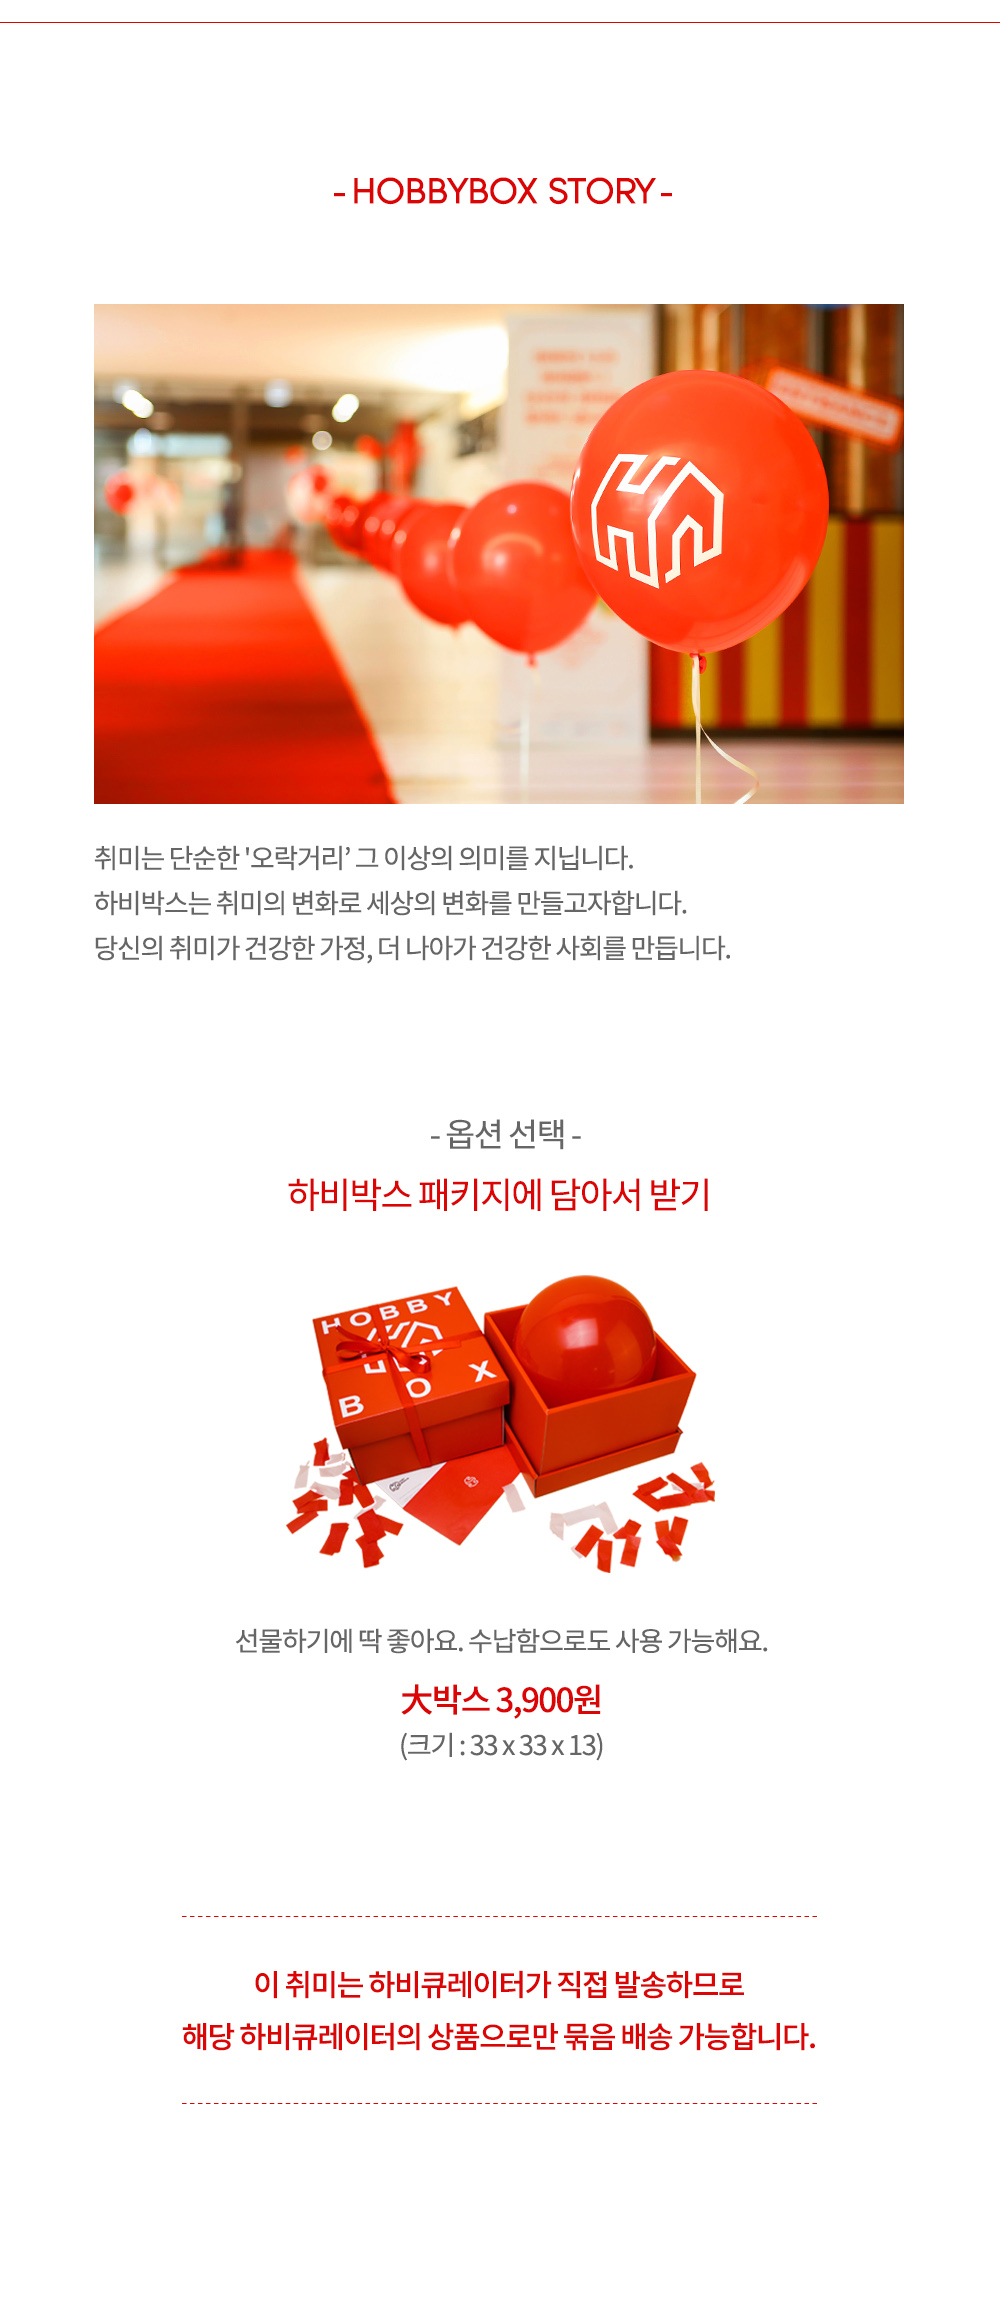 - HOBBYBOX STORY -
취미는 단순한 '오락거리’ 그 이상의 의미를 지닙니다.
하비박스는 취미의 변화로 세상의 변화를 만들고자합니다.
당신의 취미가 건강한 가정, 더 나아가 건강한 사회를 만듭니다.
- 옵션 선택 -
하비박스 패키지에 담아서 받기
HOBBY
BOX
선물하기에 딱 좋아요. 수납함으로도 사용 가능해요.
大박스 3,900원
(크기 : 33 x 33 x 13)
이 취미는 하비큐레이터가 직접 발송하므로
해당 하비큐레이터의 상품으로만 묶음 배송 가능합니다.